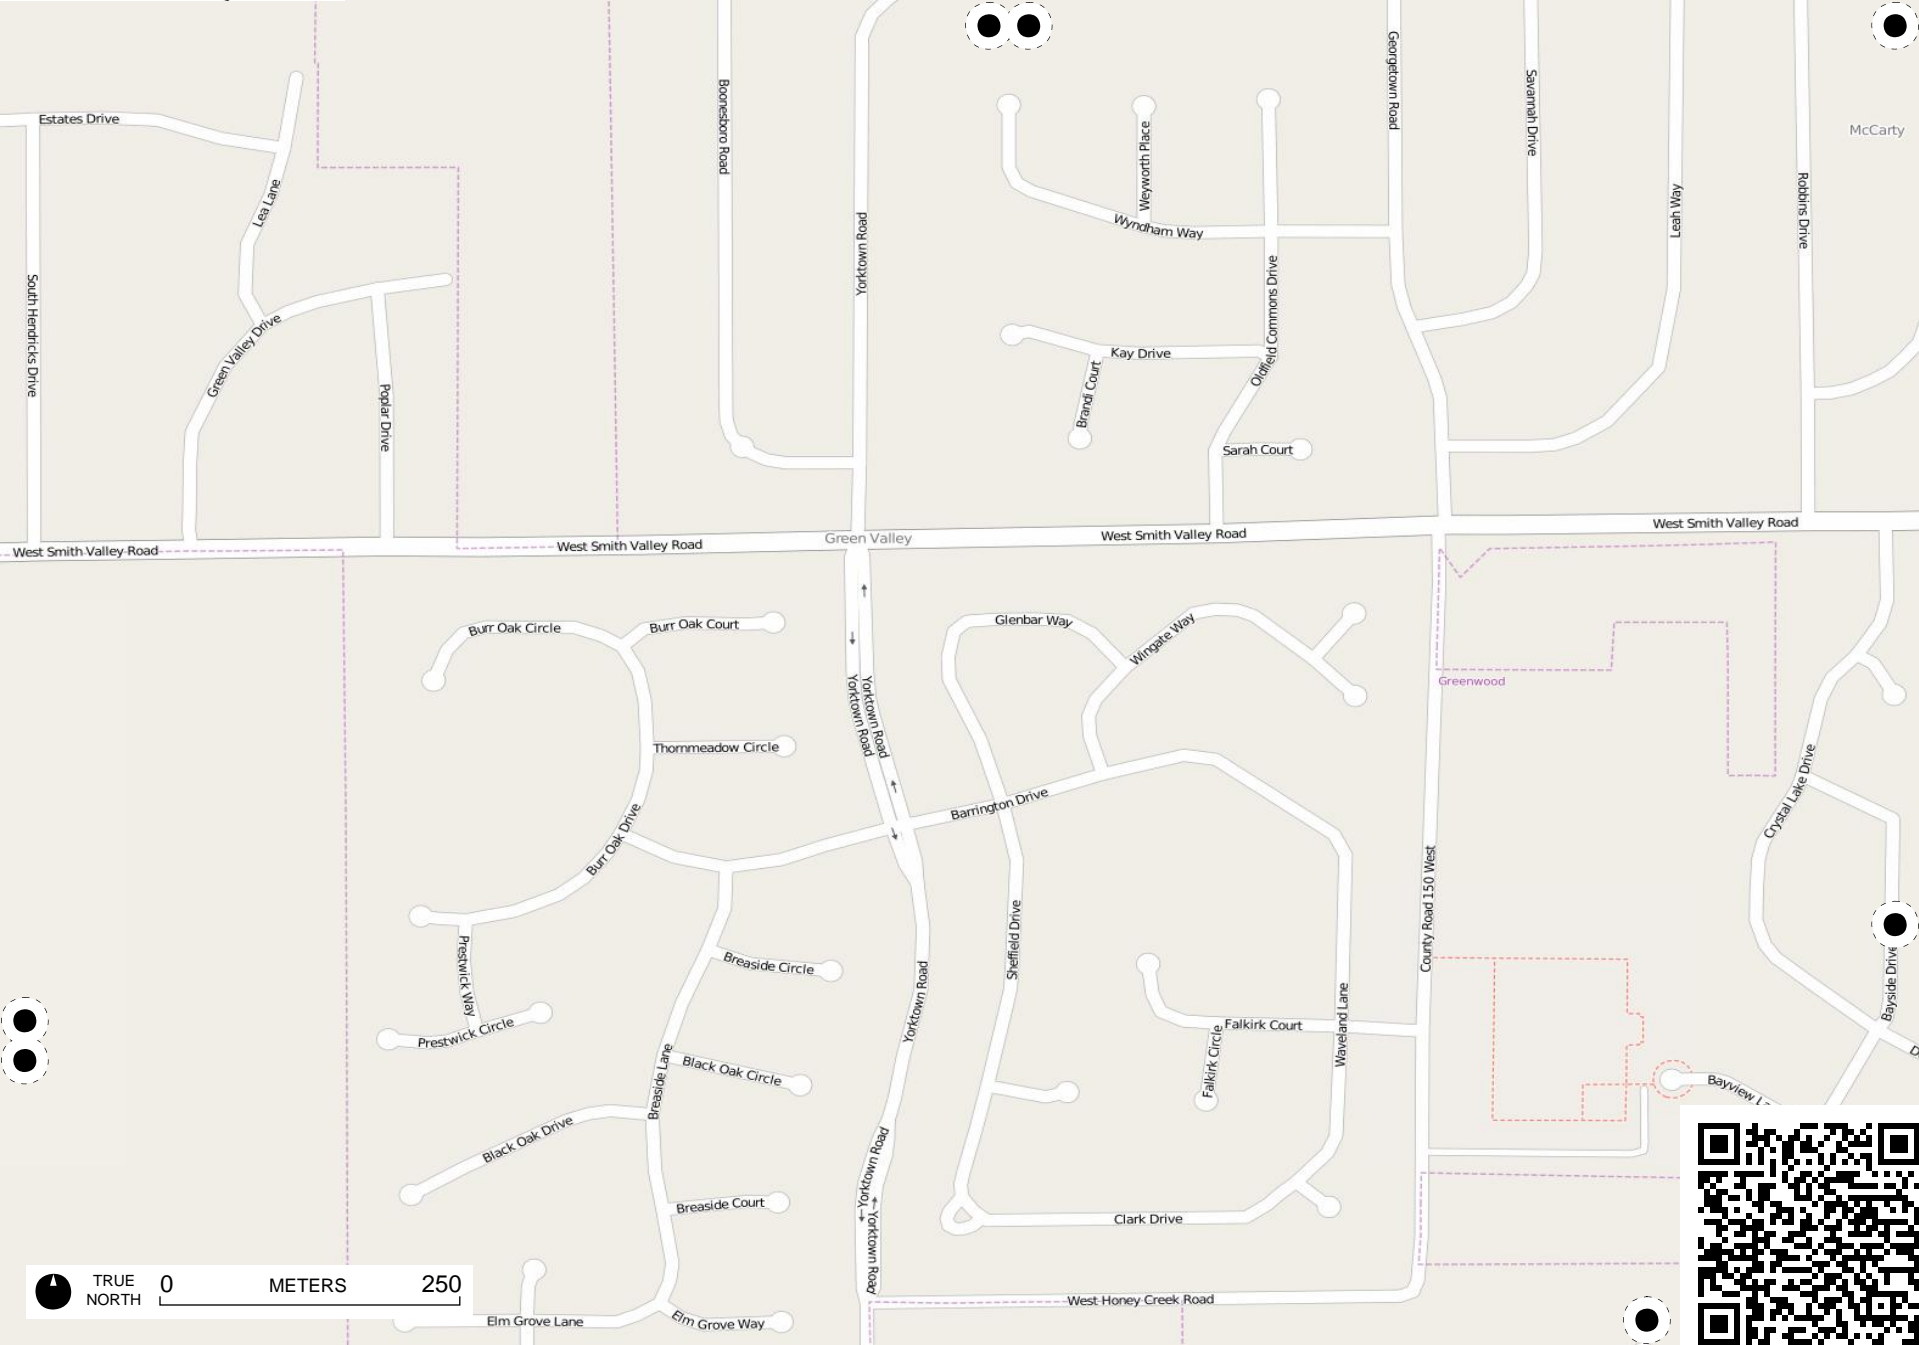 Estates Drive
Boonesboro Road
Georgetown Road
Savannah Drive
McCarty
Weyworth Place
Lea Lane
Yorktown Road
Wyndham Way
Leah Way
Robbins Drive
South Hendricks Drive
Green Valley Drive
Oldfield Commons Drive
Kay Drive
Poplar Drive
Brandi Court
Sarah Court
West Smith Valley Road
West Smith Valley Road
Green Valley
West Smith Valley Road
West Smith Valley Road
Burr Oak Circle
Burr Oak Court
Glenbar Way
Wingate Way
Greenwood
Yorktown Road
Yorktown Road
Thornmeadow Circle
Barrington Drive
Crystal Lake Drive
Burr Oak Drive
County Road 150 West
Sheffield Drive
Prestwick Way
Breaside Circle
Yorktown Road
Bayside Drive
Prestwick Circle
Falkirk Court
Waveland Lane
Falkirk Circle
Black Oak Circle
Breaside Lane
Bayview
Black Oak Drive
Yorktown Road
Breaside Court
Clark Drive
Yorktown Road
TRUE NORTH
0 METERS 250
West Honey Creek Road
Elm Grove Lane
Elm Grove Way